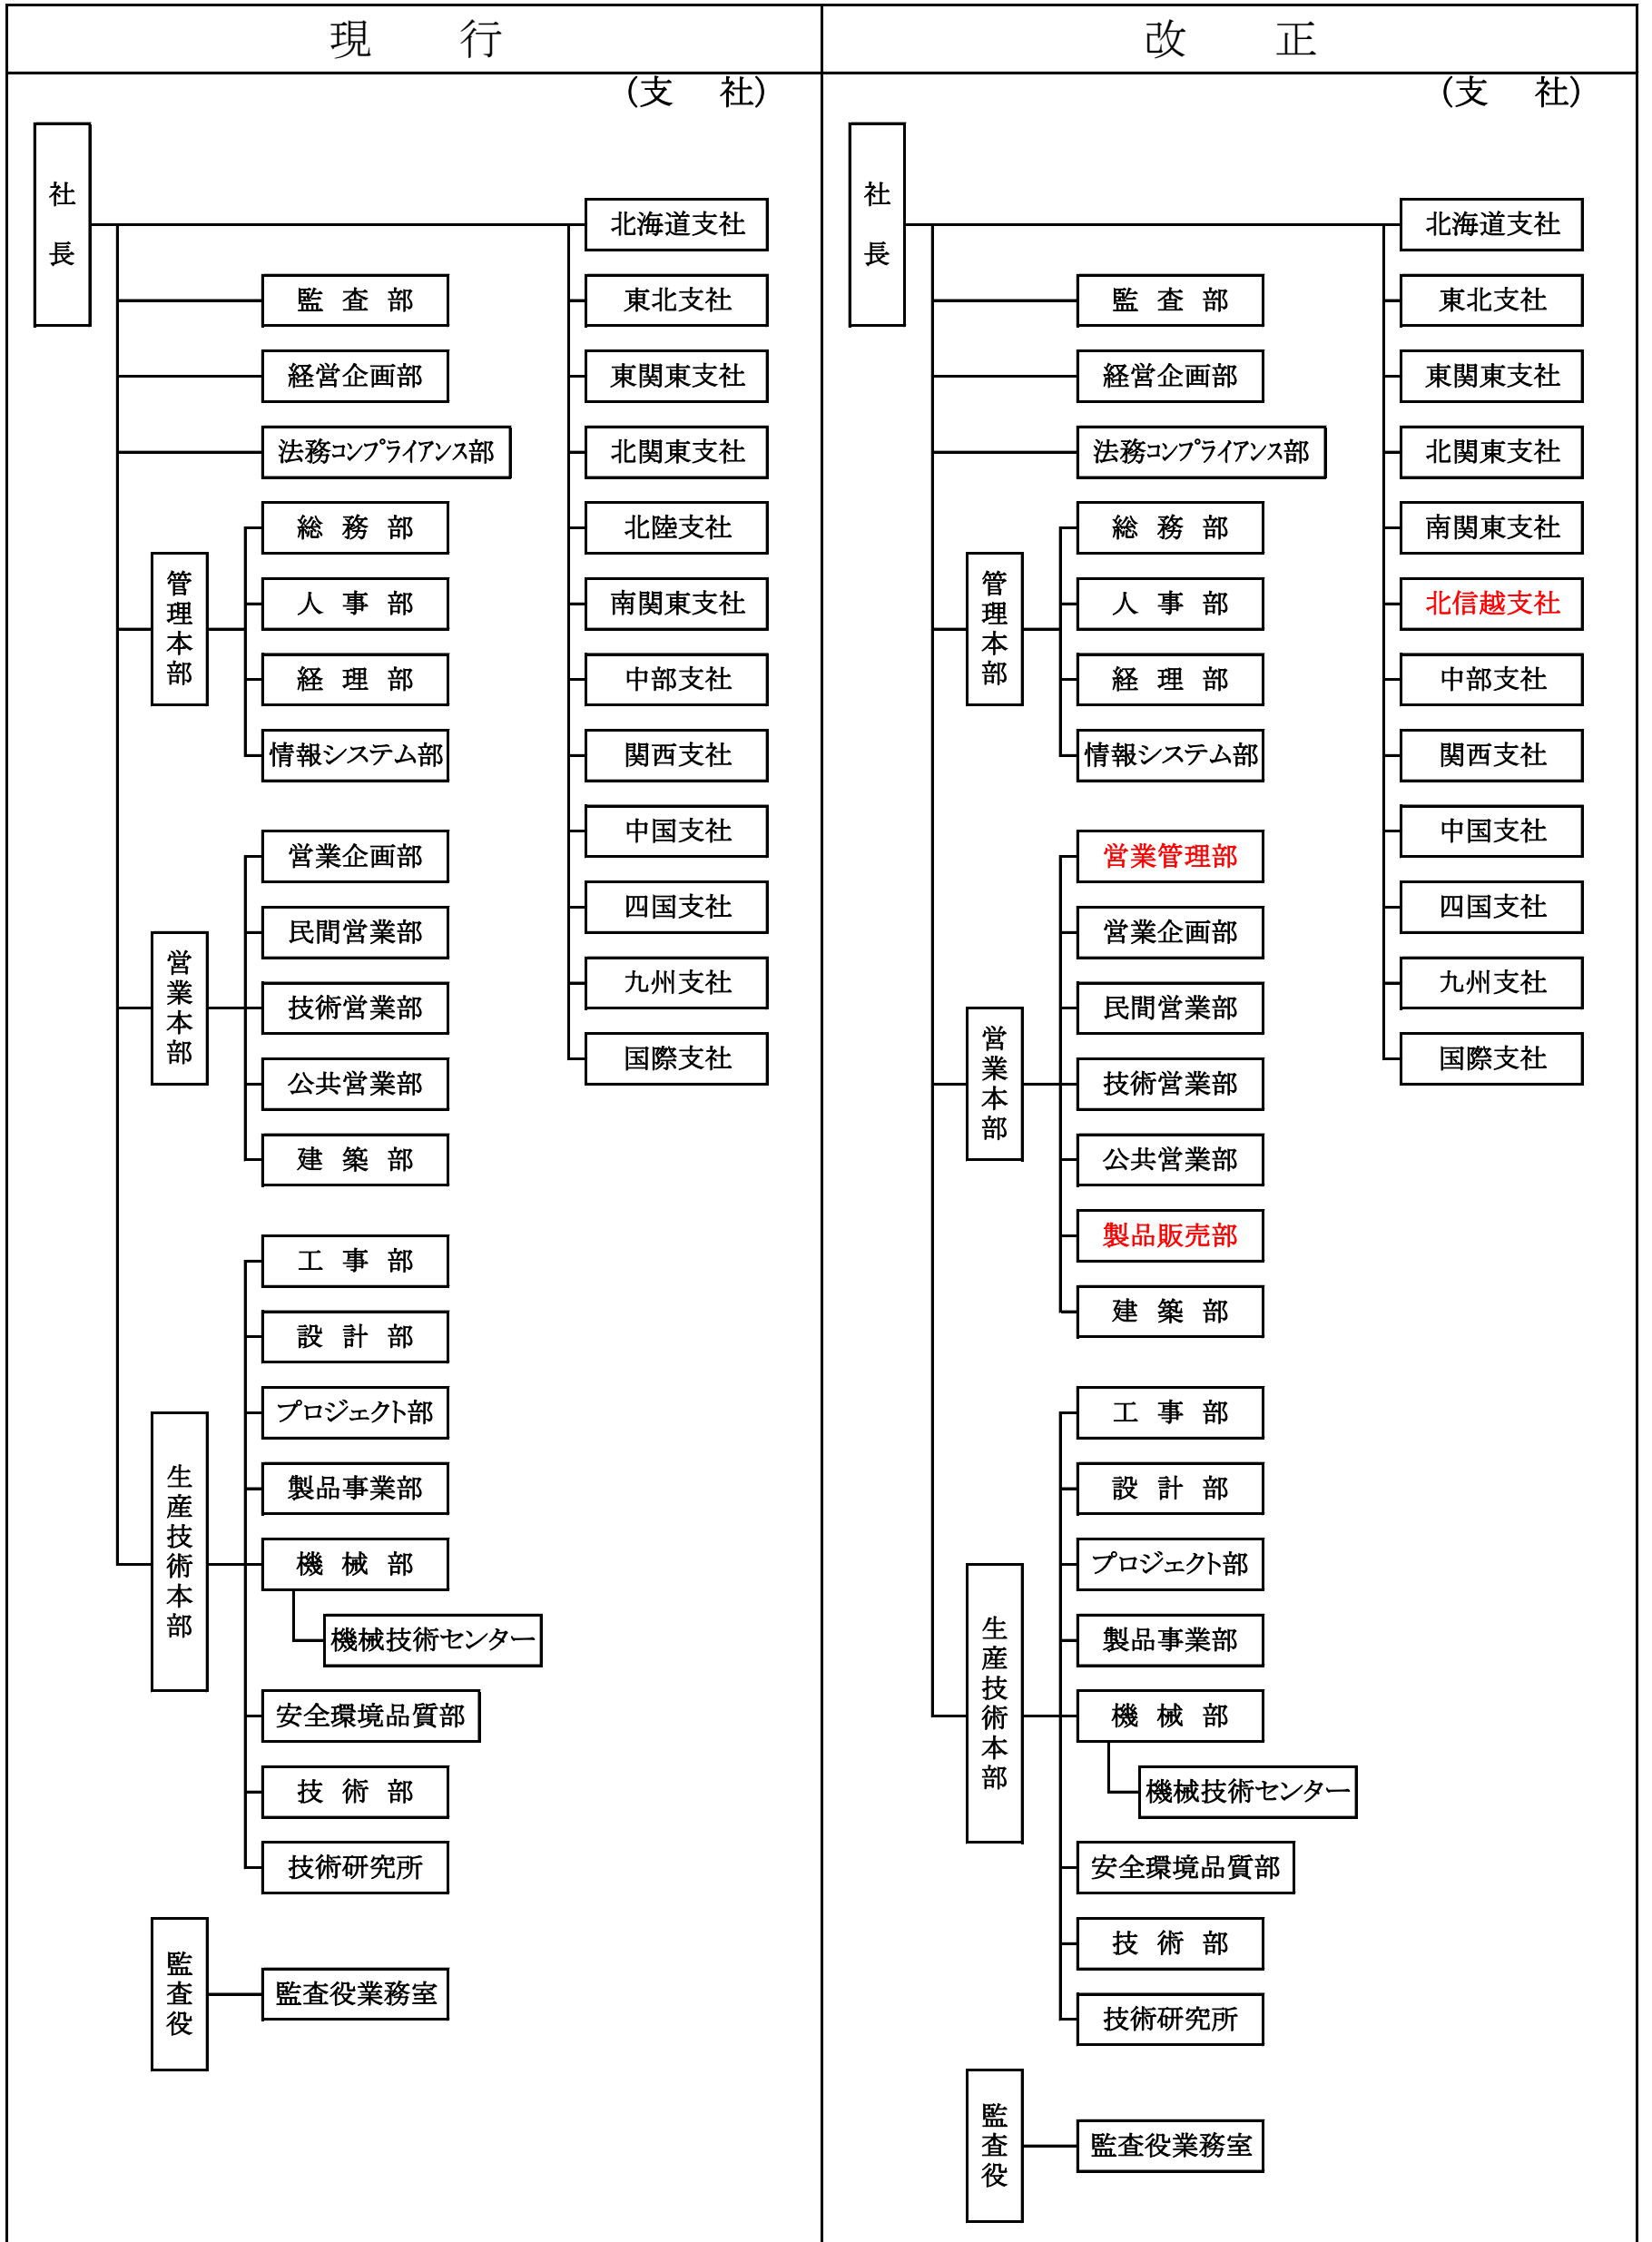 現 行
(支 社)
社長
北海道支社
監査部
東北支社
経営企画部
東関東支社
法務コンプライアンス部
北関東支社
総務部
北陸支社
管理本部
人事部
南関東支社
経理部
中部支社
情報システム部
関西支社
中国支社
営業企画部
四国支社
民間営業部
営業本部
技術営業部
九州支社
公共営業部
国際支社
建築部
工事部
設計部
プロジェクト部
製品事業部
生産技術本部
機械部
機械技術センター
安全環境品質部
技術部
技術研究所
監査役
監査役業務室
改 正
(支 社)
社長
北海道支社
監査部
東北支社
経営企画部
東関東支社
法務コンプライアンス部
北関東支社
総務部
南関東支社
管理本部
人事部
北信越支社
経理部
中部支社
情報システム部
関西支社
中国支社
営業管理部
四国支社
営業企画部
民間営業部
九州支社
営業本部
技術営業部
国際支社
公共営業部
製品販売部
建築部
工事部
設計部
プロジェクト部
製品事業部
生産技術本部
機械部
機械技術センター
安全環境品質部
技術部
技術研究所
監査役
監査役業務室